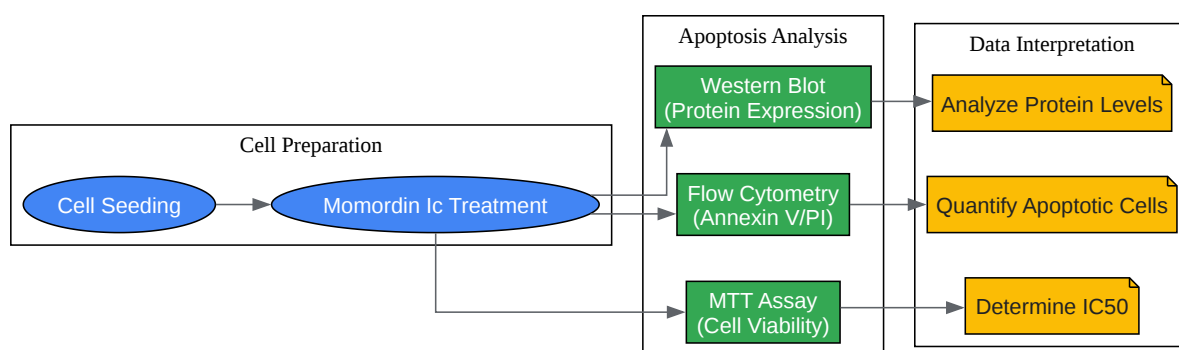 Cell Preparation
Cell Seeding
Momordin Ic Treatment
Apoptosis Analysis
Western Blot
(Protein Expression)
Flow Cytometry
(Annexin V/PI)
MTT Assay
(Cell Viability)
Data Interpretation
Analyze Protein Levels
Quantify Apoptotic Cells
Determine IC50